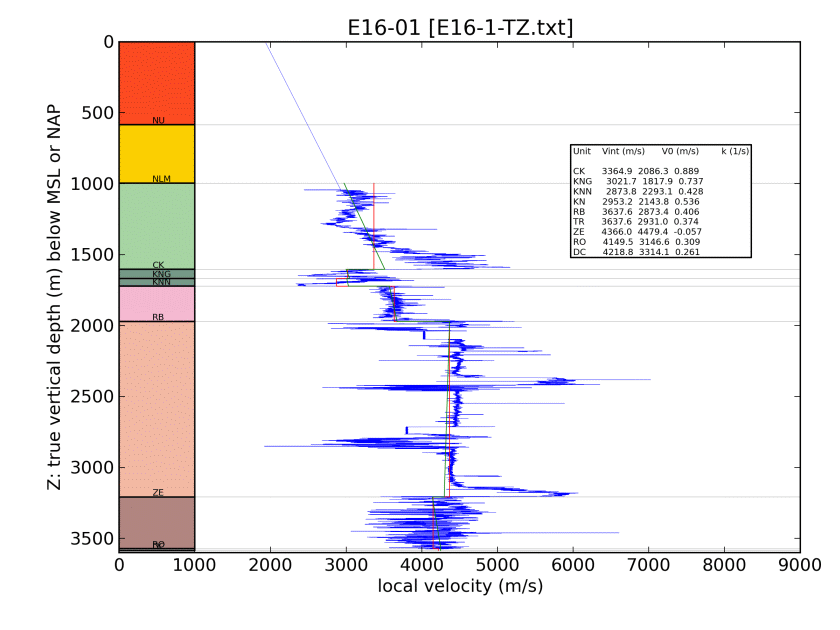 E16-01 [E16-1-TZ.txt]
Z: true vertical depth (m) below MSL or NAP
0
500
1000
1500
2000
2500
3000
3500
NU
NLM
CK
KNG
KNN
RB
ZE
RO
Unit Vint (m/s) V0 (m/s) k (1/s)
CK 3364.9 2086.3 0.889
KNG 3021.7 1817.9 0.737
KNN 2873.8 2293.1 0.428
KN 2953.2 2143.8 0.536
RB 3637.6 2873.4 0.406
TR 3637.6 2931.0 0.374
ZE 4366.0 4479.4 -0.057
RO 4149.5 3146.6 0.309
DC 4218.8 3314.1 0.261
0 1000 2000 3000 4000 5000 6000 7000 8000 9000
local velocity (m/s)